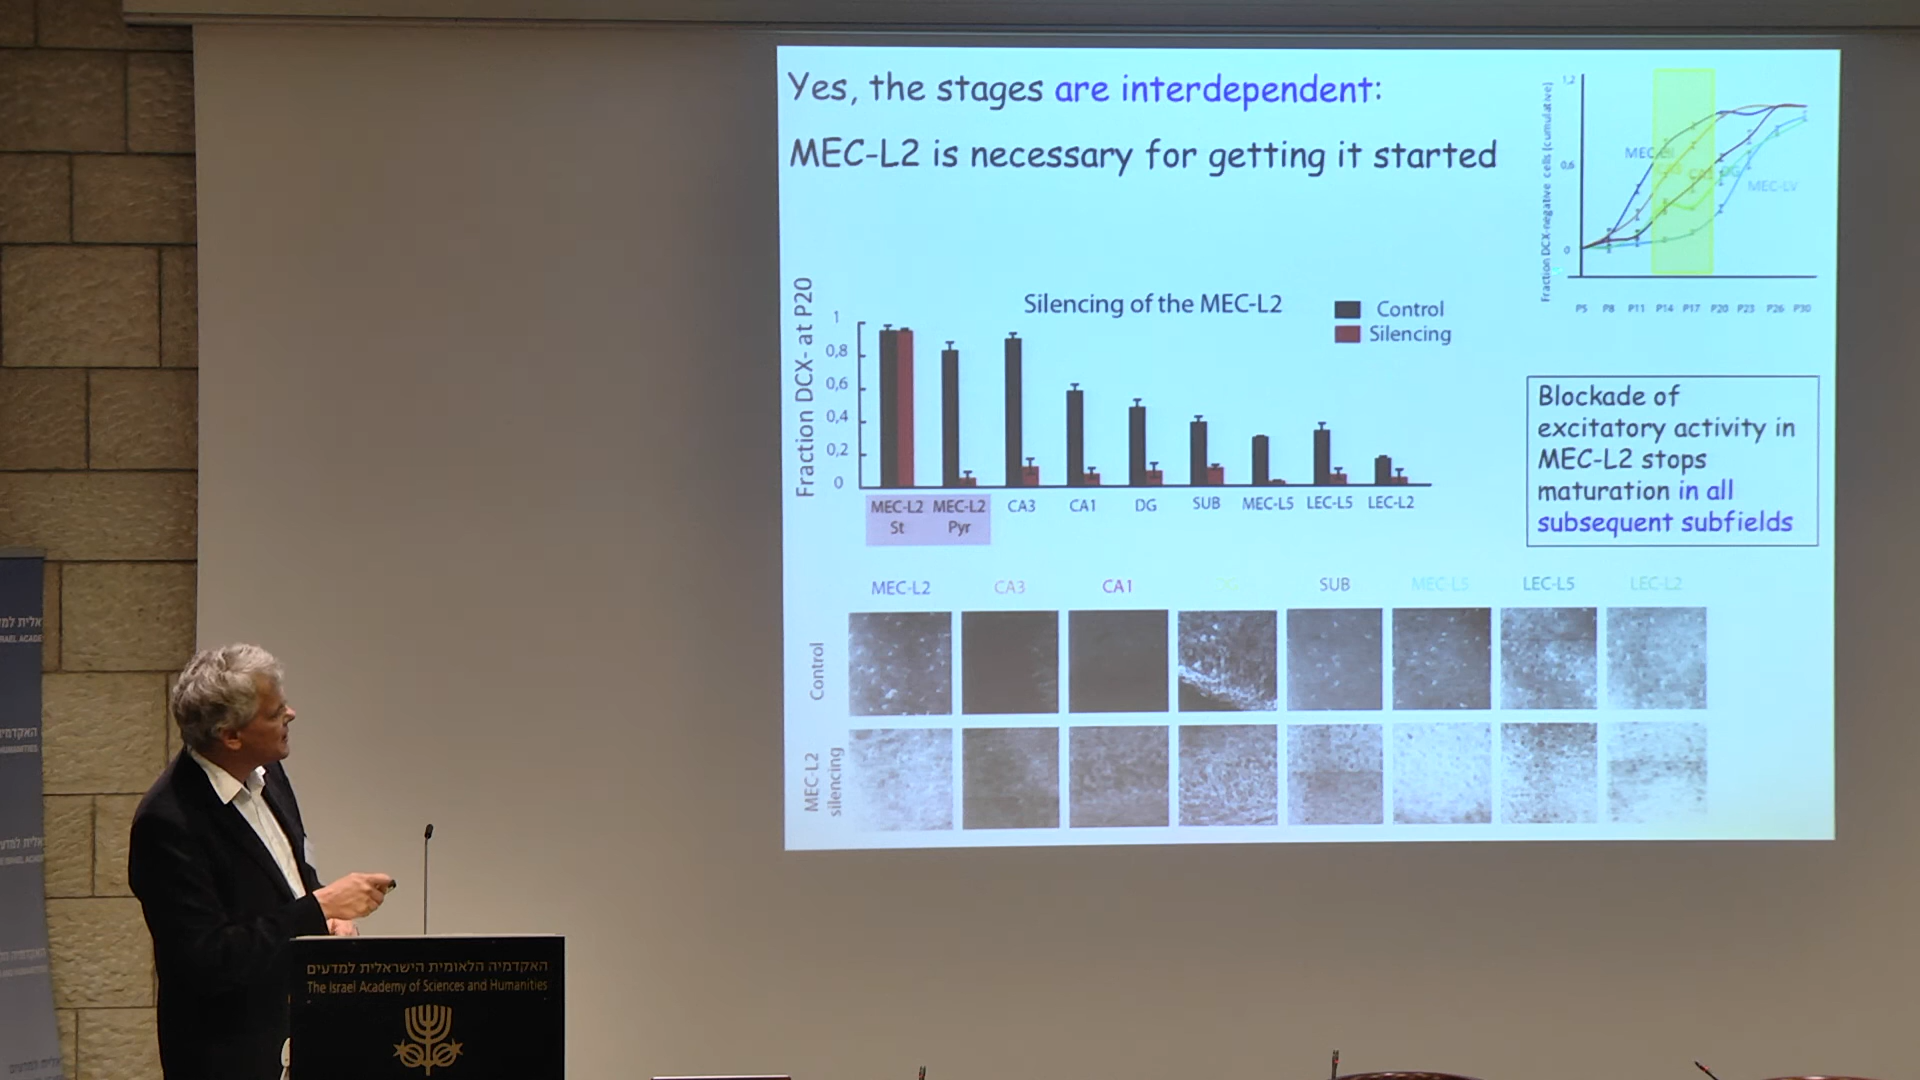 Yes, the stages are interdependent:
MEC-L2 is necessary for getting it started
Fraction DCX-negative cells (cumulative)
1,2
0,6
0
MEC-LII
CA1
DG
MEC-LV
P5 P8 P11 P14 P17 P20 P23 P26 P30
Silencing of the MEC-L2
Control
Silencing
Fraction DCX- at P20
1
0,8
0,6
0,4
0,2
0
MEC-L2 St
MEC-L2 Pyr
CA3
CA1
DG
SUB
MEC-L5
LEC-L5
LEC-L2
Blockade of
excitatory activity in
MEC-L2 stops
maturation in all
subsequent subfields
MEC-L2 CA3 CA1 DG SUB MEC-L5 LEC-L5 LEC-L2
Control
MEC-L2
silencing
האקדמיה הלאומית הישראלית למדעים
The Israel Academy of Sciences and Humanities